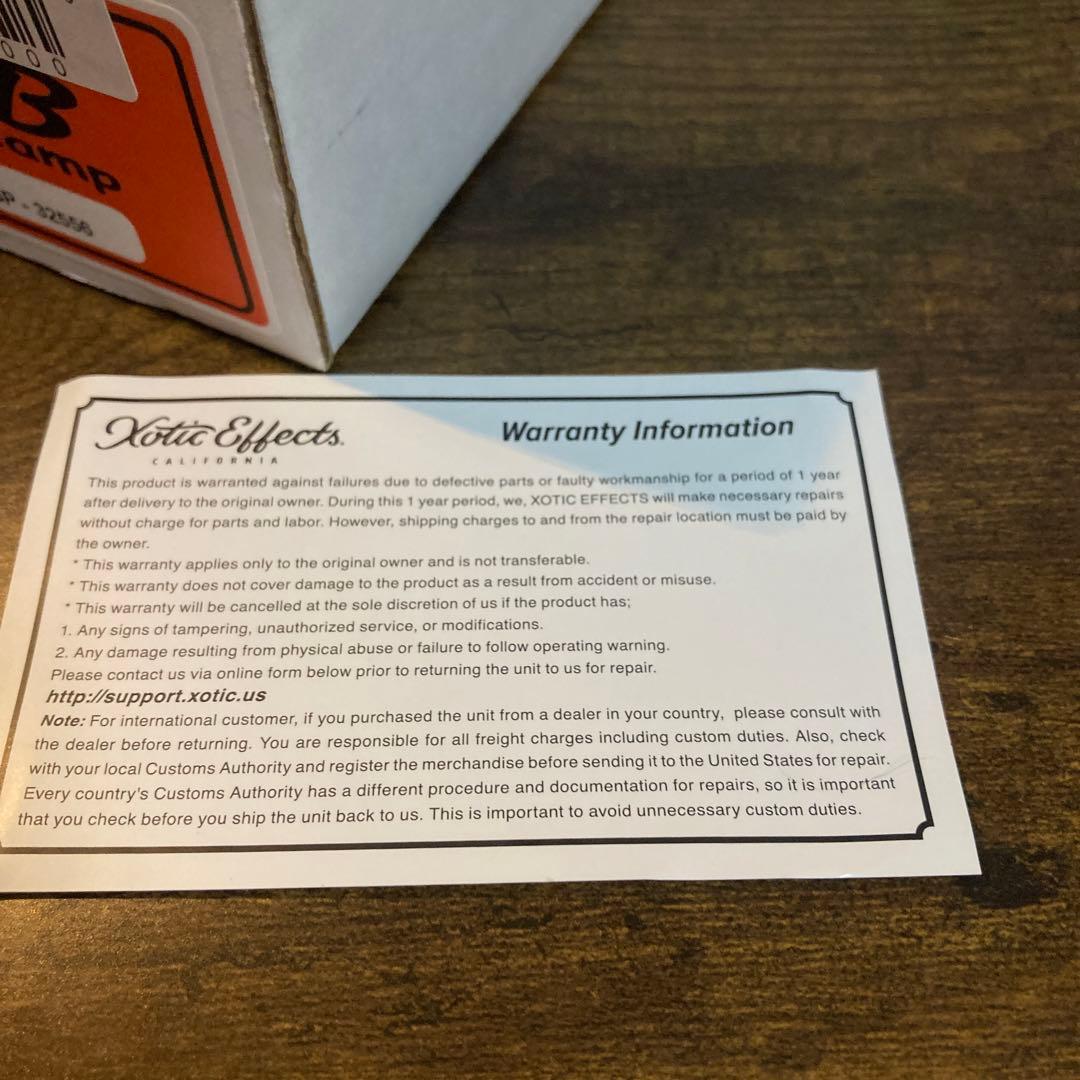 000
B
amp
P - 32556
Xotic Effects.
CALIFORNIA
Warranty Information
This product is warranted against failures due to defective parts or faulty workmanship for a period of 1 year
after delivery to the original owner. During this 1 year period, we, XOTIC EFFECTS will make necessary repairs
without charge for parts and labor. However, shipping charges to and from the repair location must be paid by
the owner.
* This warranty applies only to the original owner and is not transferable.
* This warranty does not cover damage to the product as a result from accident or misuse.
* This warranty will be cancelled at the sole discretion of us if the product has;
1. Any signs of tampering, unauthorized service, or modifications.
2. Any damage resulting from physical abuse or failure to follow operating warning.
Please contact us via online form below prior to returning the unit to us for repair.
http://support.xotic.us
Note: For international customer, if you purchased the unit from a dealer in your country, please consult with
the dealer before returning. You are responsible for all freight charges including custom duties. Also, check
with your local Customs Authority and register the merchandise before sending it to the United States for repair.
Every country's Customs Authority has a different procedure and documentation for repairs, so it is important
that you check before you ship the unit back to us. This is important to avoid unnecessary custom duties.